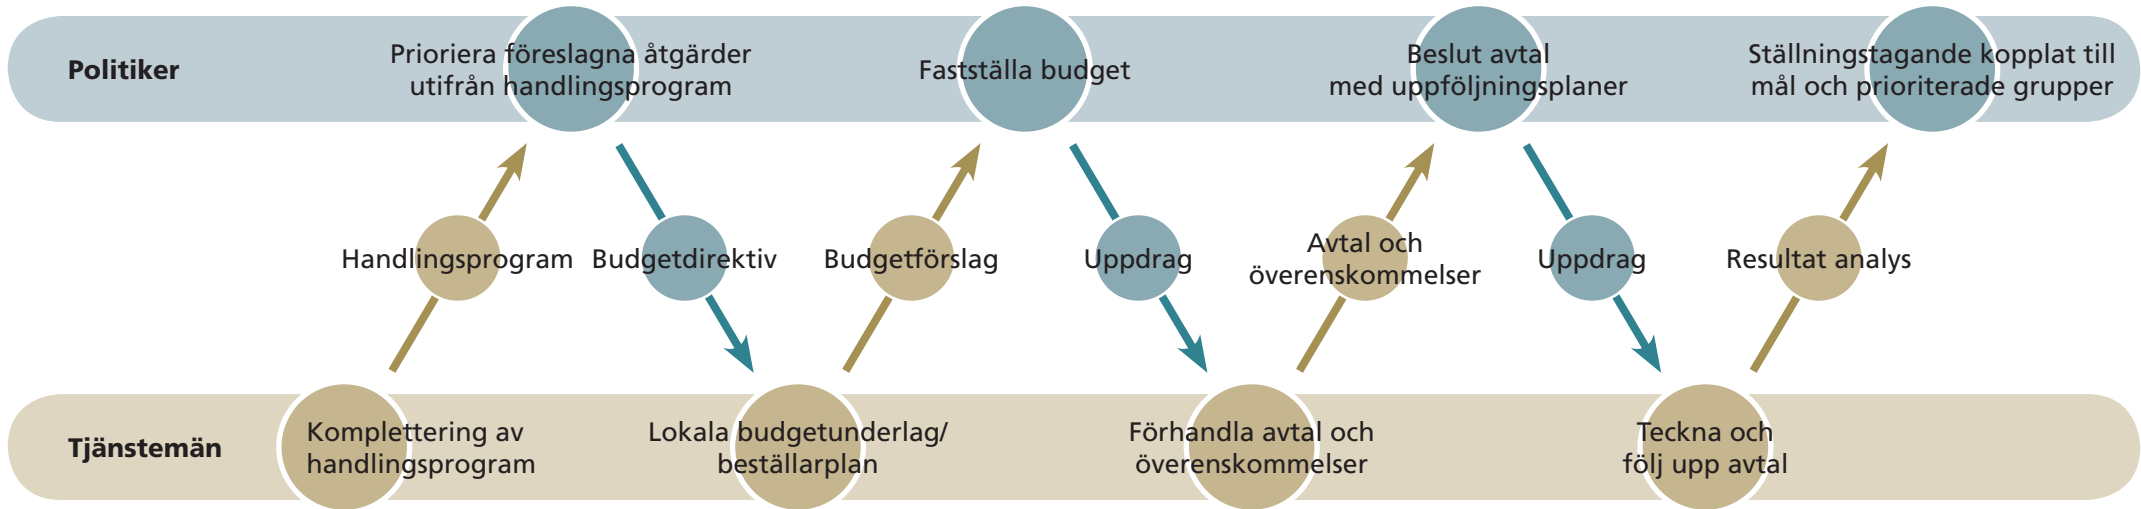 Politiker
Prioriera föreslagna åtgärder
utifrån handlingsprogram
Fastställa budget
Beslut avtal
med uppföljningsplaner
Ställningstagande kopplat till
mål och prioriterade grupper
Handlingsprogram
Budgetdirektiv
Budgetförslag
Uppdrag
Avtal och
överenskommelser
Uppdrag
Resultat analys
Tjänstemän
Komplettering av
handlingsprogram
Lokala budgetunderlag/
beställarplan
Förhandla avtal och
överenskommelser
Teckna och
följ upp avtal